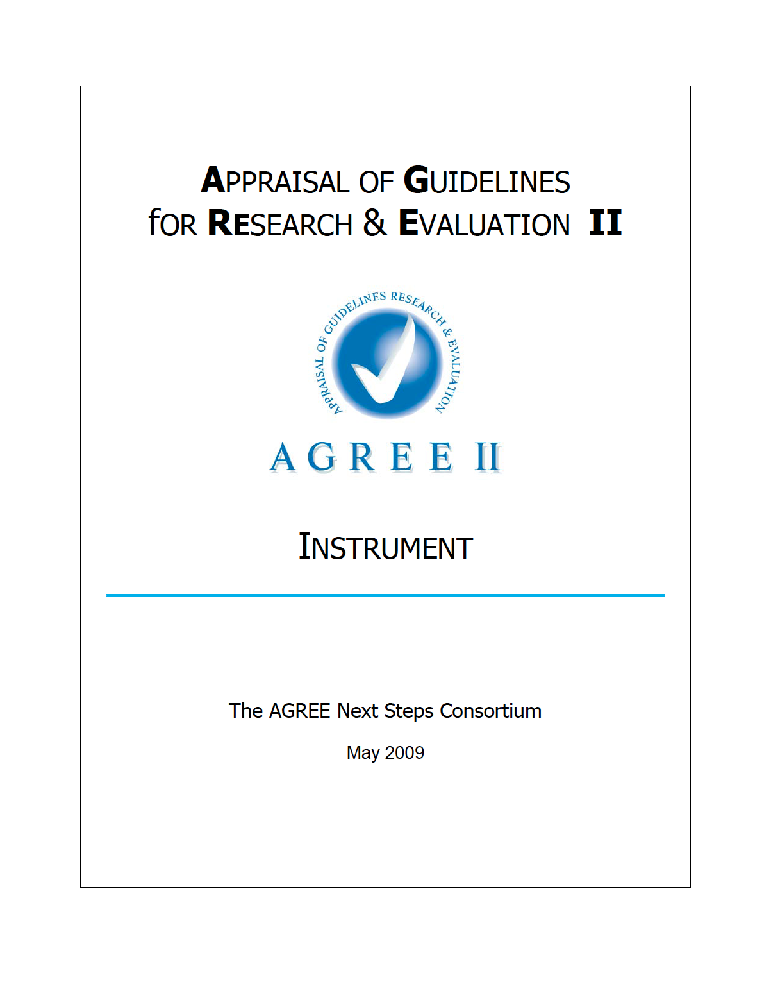 APPRAISAL OF GUIDELINES
fOR RESEARCH & EVALUATION II
APPRAISAL OF GUIDELINES RESEARCH & EVALUATION
AGREE II
INSTRUMENT
The AGREE Next Steps Consortium
May 2009